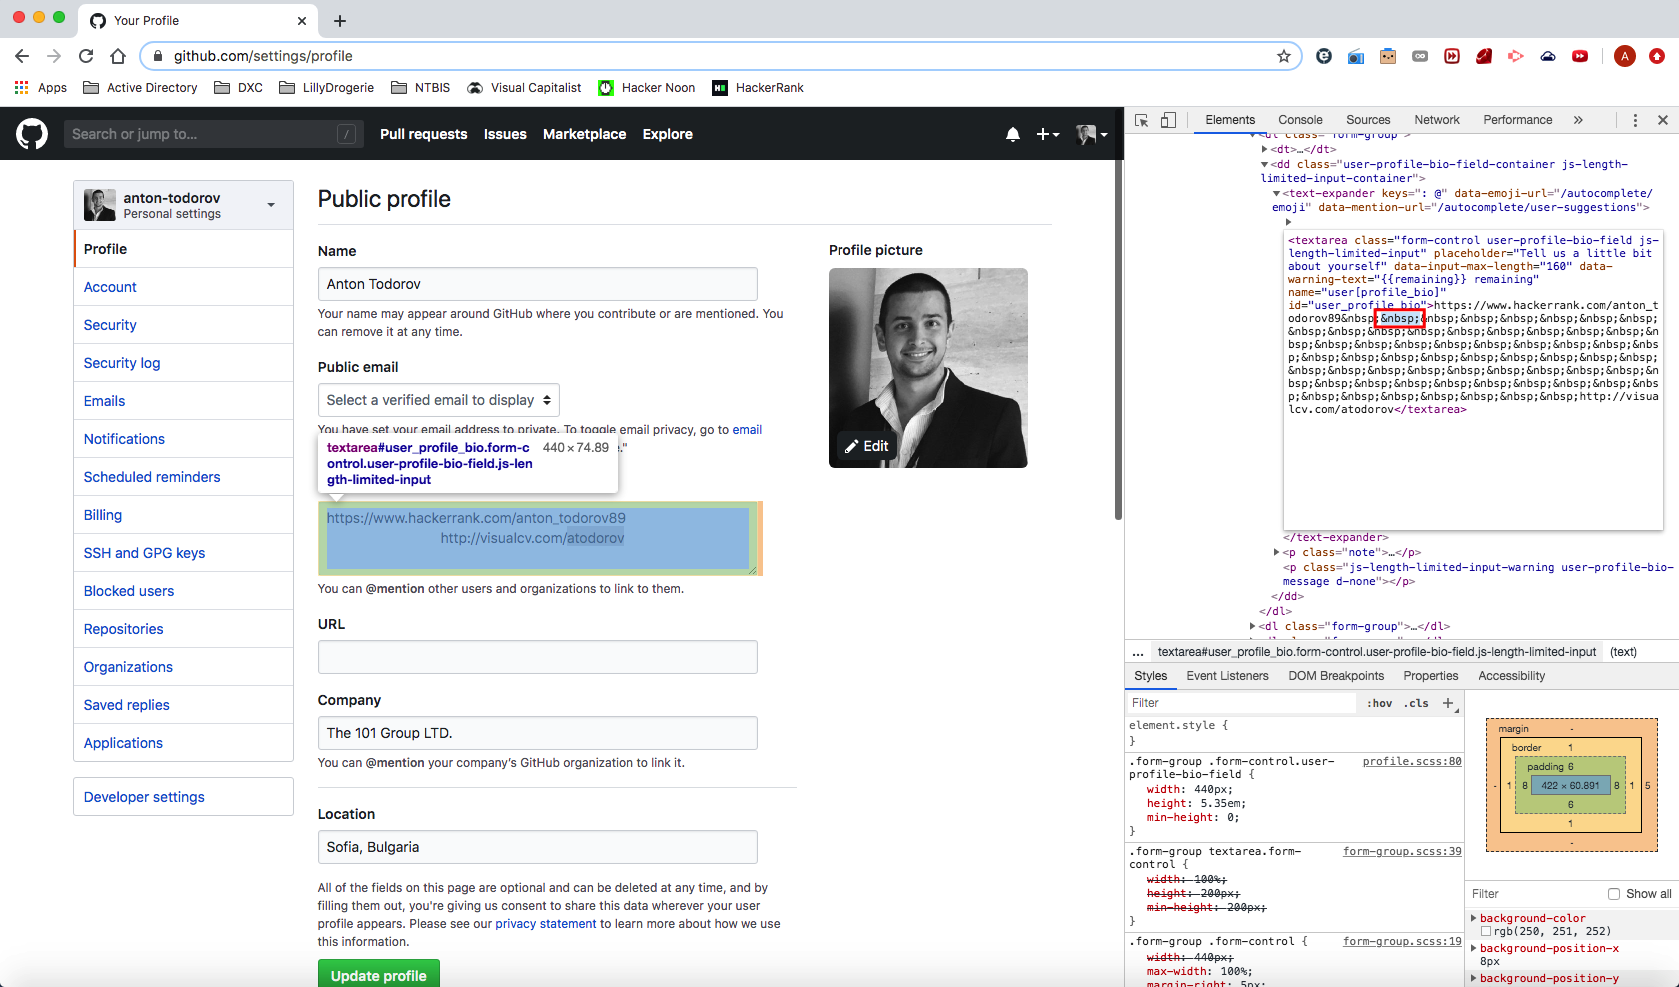 Your Profile
github.com/settings/profile
Apps Active Directory DXC LillyDrogerie NTBIS Visual Capitalist Hacker Noon HackerRank
Search or jump to... /
Pull requests Issues Marketplace Explore
anton-todorov
Personal settings
Profile
Account
Security
Security log
Emails
Notifications
Scheduled reminders
Billing
SSH and GPG keys
Blocked users
Repositories
Organizations
Saved replies
Applications
Developer settings
Public profile
Name
Anton Todorov
Your name may appear around GitHub where you contribute or are mentioned. You
can remove it at any time.
Public email
Select a verified email to display
You have set your email address to private. To toggle email privacy, go to email
textarea#user_profile_bio.form-c 440 × 74.89
ontrol.user-profile-bio-field.js-len
gth-limited-input
https://www.hackerrank.com/anton_todorov89
http://visualcv.com/atodorov
You can @mention other users and organizations to link to them.
URL
Company
The 101 Group LTD.
You can @mention your company's GitHub organization to link it.
Location
Sofia, Bulgaria
All of the fields on this page are optional and can be deleted at any time, and by
filling them out, you're giving us consent to share this data wherever your user
profile appears. Please see our privacy statement to learn more about how we use
this information.
Update profile
Profile picture
Edit
A
Elements Console Sources Network Performance »
<dl class="form-group">
<dt>…</dt>
<dd class="user-profile-bio-field-container js-length-
limited-input-container">
<text-expander keys=": @" data-emoji-url="/autocomplete/
emoji" data-mention-url="/autocomplete/user-suggestions">
<textarea class="form-control user-profile-bio-field js-
length-limited-input" placeholder="Tell us a little bit
about yourself" data-input-max-length="160" data-
warning-text="{{remaining}} remaining"
name="user[profile_bio]"
id="user_profile_bio">https://www.hackerrank.com/anton_t
odorov89&nbsp;&nbsp;&nbsp;&nbsp;&nbsp;&nbsp;&nbsp;&nbsp;
&nbsp;&nbsp;&nbsp;&nbsp;&nbsp;&nbsp;&nbsp;&nbsp;&nbsp;&n
bsp;&nbsp;&nbsp;&nbsp;&nbsp;&nbsp;&nbsp;&nbsp;&nbsp;&nbs
p;&nbsp;&nbsp;&nbsp;&nbsp;&nbsp;&nbsp;&nbsp;&nbsp;&nbsp;
&nbsp;&nbsp;&nbsp;&nbsp;&nbsp;&nbsp;&nbsp;&nbsp;&nbsp;&n
bsp;&nbsp;&nbsp;&nbsp;&nbsp;&nbsp;&nbsp;&nbsp;&nbsp;&nbs
p;&nbsp;&nbsp;&nbsp;&nbsp;&nbsp;&nbsp;&nbsp;&nbsp;http://visua
lcv.com/atodorov</textarea>
</text-expander>
<p class="note">…</p>
<p class="js-length-limited-input-warning user-profile-bio-
message d-none"></p>
</dd>
</dl>
<dl class="form-group">…</dl>
... textarea#user_profile_bio.form-control.user-profile-bio-field.js-length-limited-input (text)
Styles Event Listeners DOM Breakpoints Properties Accessibility
Filter :hov .cls +
element.style {
}
.form-group .form-control.user-profile-bio-field { profile.scss:80
width: 440px;
height: 5.35em;
min-height: 0;
}
.form-group textarea.form-control { form-group.scss:39
width: 100%;
height: 200px;
min-height: 200px;
}
.form-group .form-control { form-group.scss:19
width: 440px;
max-width: 100%;
margin-right: 5px;
margin -
border 1
padding 6
- 1 8 422 × 60.891 8 1 5
6
1
-
Filter Show all
background-color
rgb(250, 251, 252)
background-position-x
8px
background-position-y